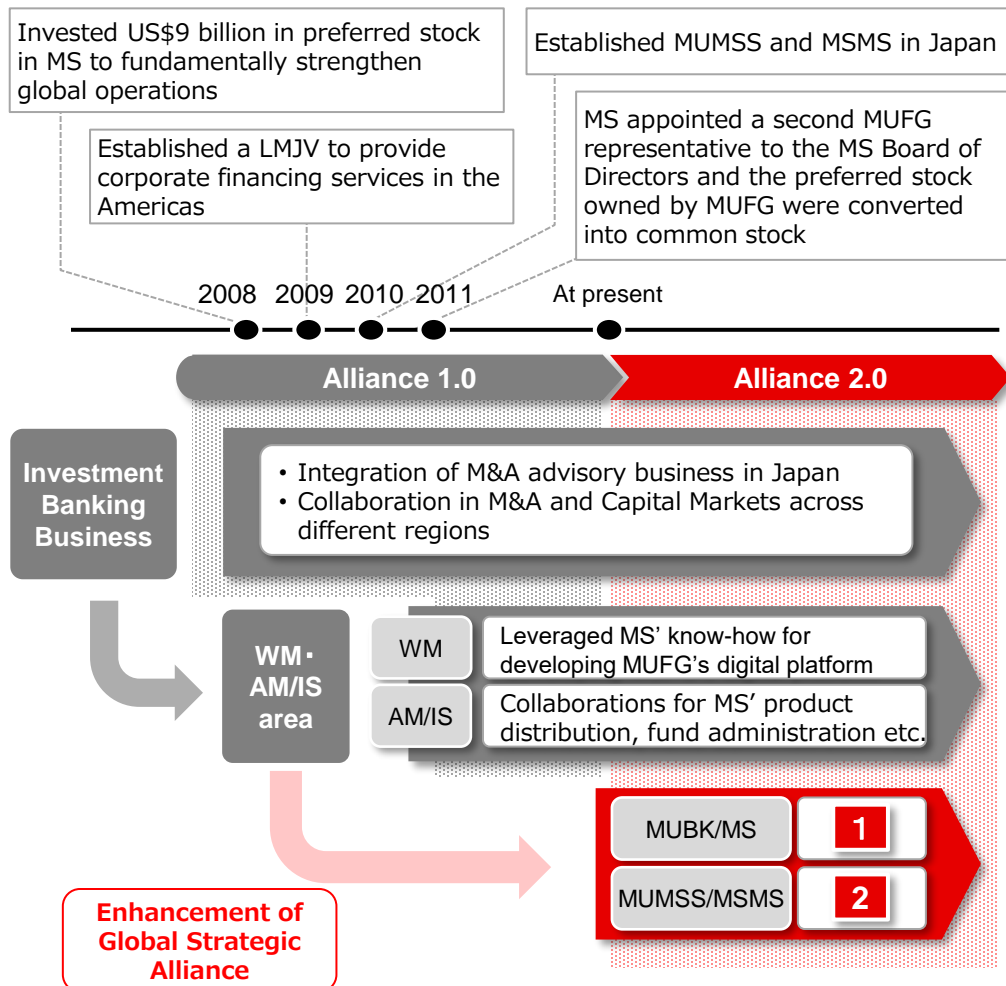 Invested US$9 billion in preferred stock
in MS to fundamentally strengthen
global operations
Established MUMSS and MSMS in Japan
Established a LMJV to provide
corporate financing services in the
Americas
MS appointed a second MUFG
representative to the MS Board of
Directors and the preferred stock
owned by MUFG were converted
into common stock
2008 2009 2010 2011 At present
Alliance 1.0 Alliance 2.0
Investment
Banking
Business
• Integration of M&A advisory business in Japan
• Collaboration in M&A and Capital Markets across
different regions
WM・
AM/IS
area
WM
Leveraged MS' know-how for
developing MUFG's digital platform
AM/IS
Collaborations for MS' product
distribution, fund administration etc.
MUBK/MS 1
MUMSS/MSMS 2
Enhancement of
Global Strategic
Alliance